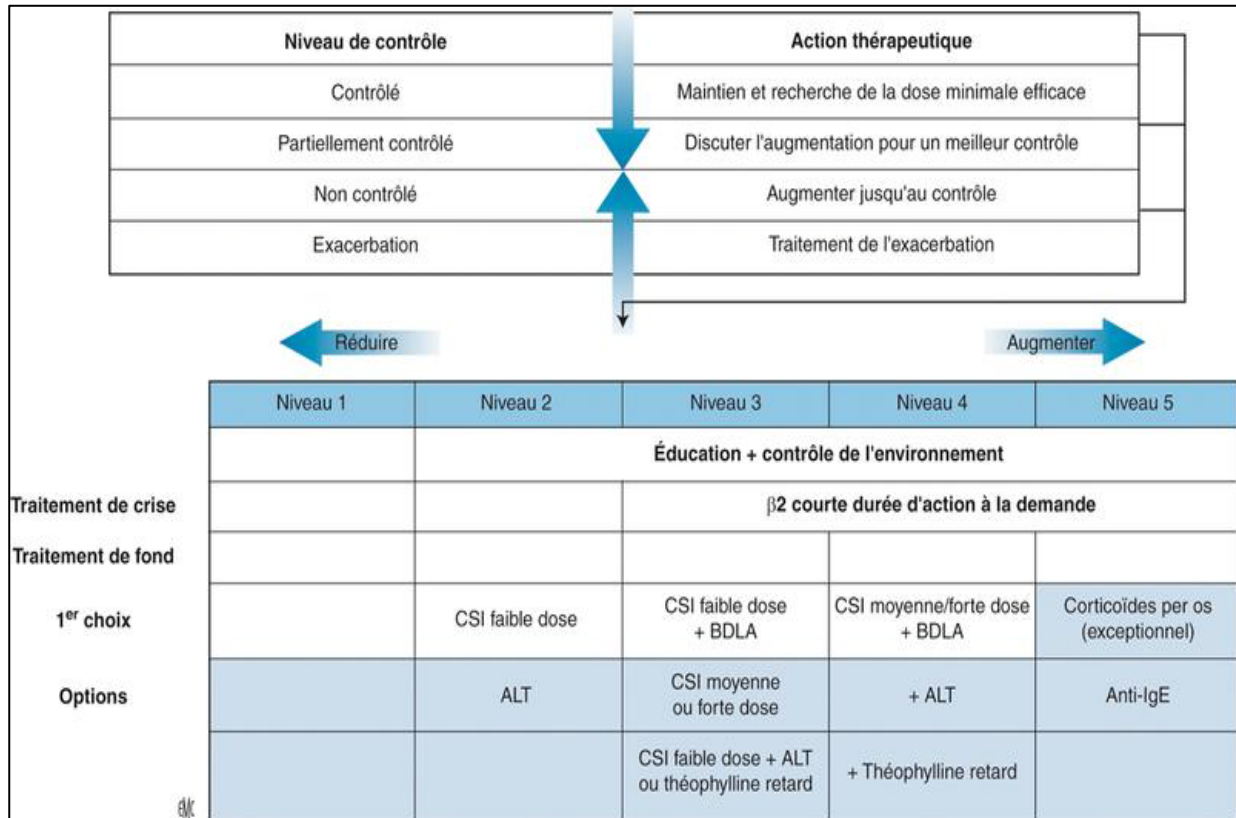 Niveau de contrôle Action thérapeutique
Contrôlé Maintien et recherche de la dose minimale efficace
Partiellement contrôlé Discuter l'augmentation pour un meilleur contrôle
Non contrôlé Augmenter jusqu'au contrôle
Exacerbation Traitement de l'exacerbation
Réduire Augmenter
Niveau 1 Niveau 2 Niveau 3 Niveau 4 Niveau 5
Éducation + contrôle de l'environnement
Traitement de crise β2 courte durée d'action à la demande
Traitement de fond
1er choix CSI faible dose CSI faible dose + BDLA CSI moyenne/forte dose + BDLA Corticoïdes per os (exceptionnel)
Options ALT CSI moyenne ou forte dose + ALT Anti-IgE
CSI faible dose + ALT ou théophylline retard + Théophylline retard
EMC